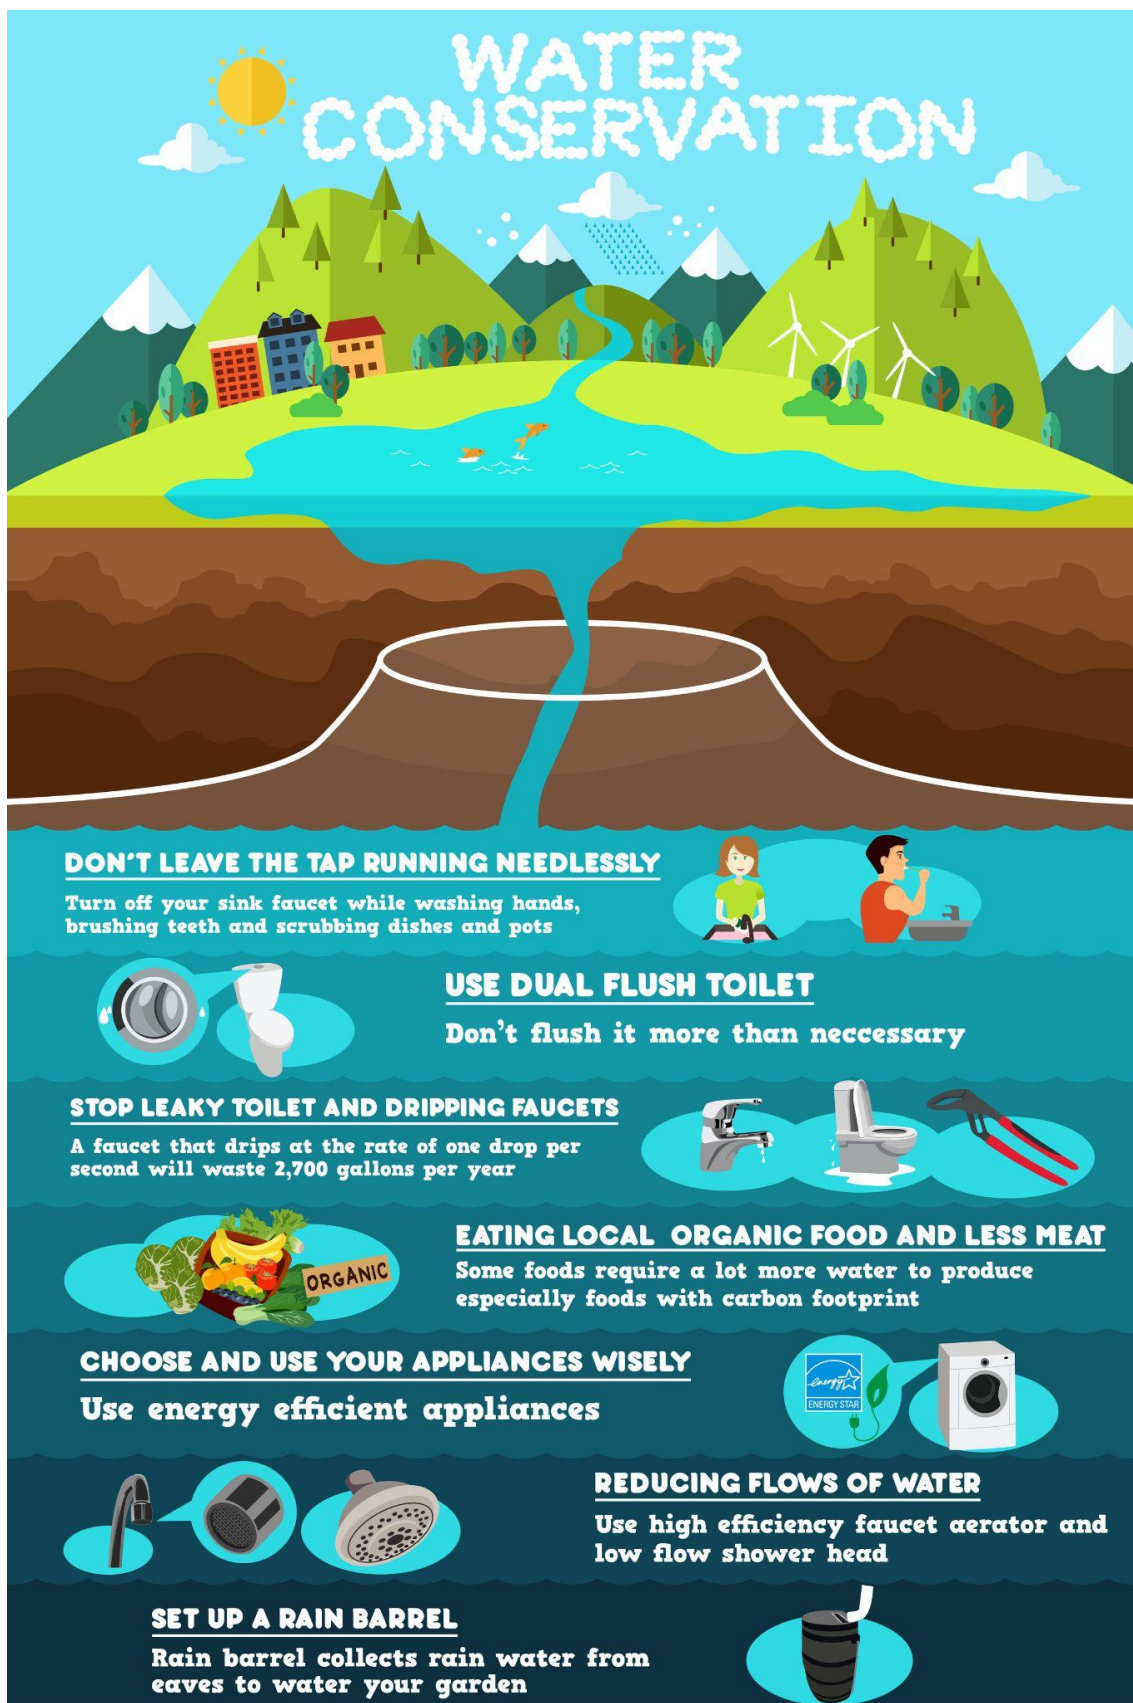 WATER
CONSERVATION
DON'T LEAVE THE TAP RUNNING NEEDLESSLY
Turn off your sink faucet while washing hands,
brushing teeth and scrubbing dishes and pots
USE DUAL FLUSH TOILET
Don't flush it more than neccessary
STOP LEAKY TOILET AND DRIPPING FAUCETS
A faucet that drips at the rate of one drop per
second will waste 2,700 gallons per year
ORGANIC
EATING LOCAL ORGANIC FOOD AND LESS MEAT
Some foods require a lot more water to produce
especially foods with carbon footprint
CHOOSE AND USE YOUR APPLIANCES WISELY
Use energy efficient appliances
energy
ENERGY STAR
REDUCING FLOWS OF WATER
Use high efficiency faucet aerator and
low flow shower head
SET UP A RAIN BARREL
Rain barrel collects rain water from
eaves to water your garden